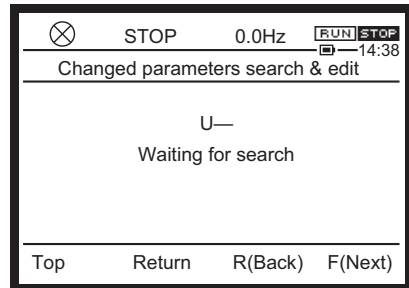 STOP 0.0Hz RUN STOP
14:38
Changed parameters search & edit
U—
Waiting for search
Top Return R(Back) F(Next)